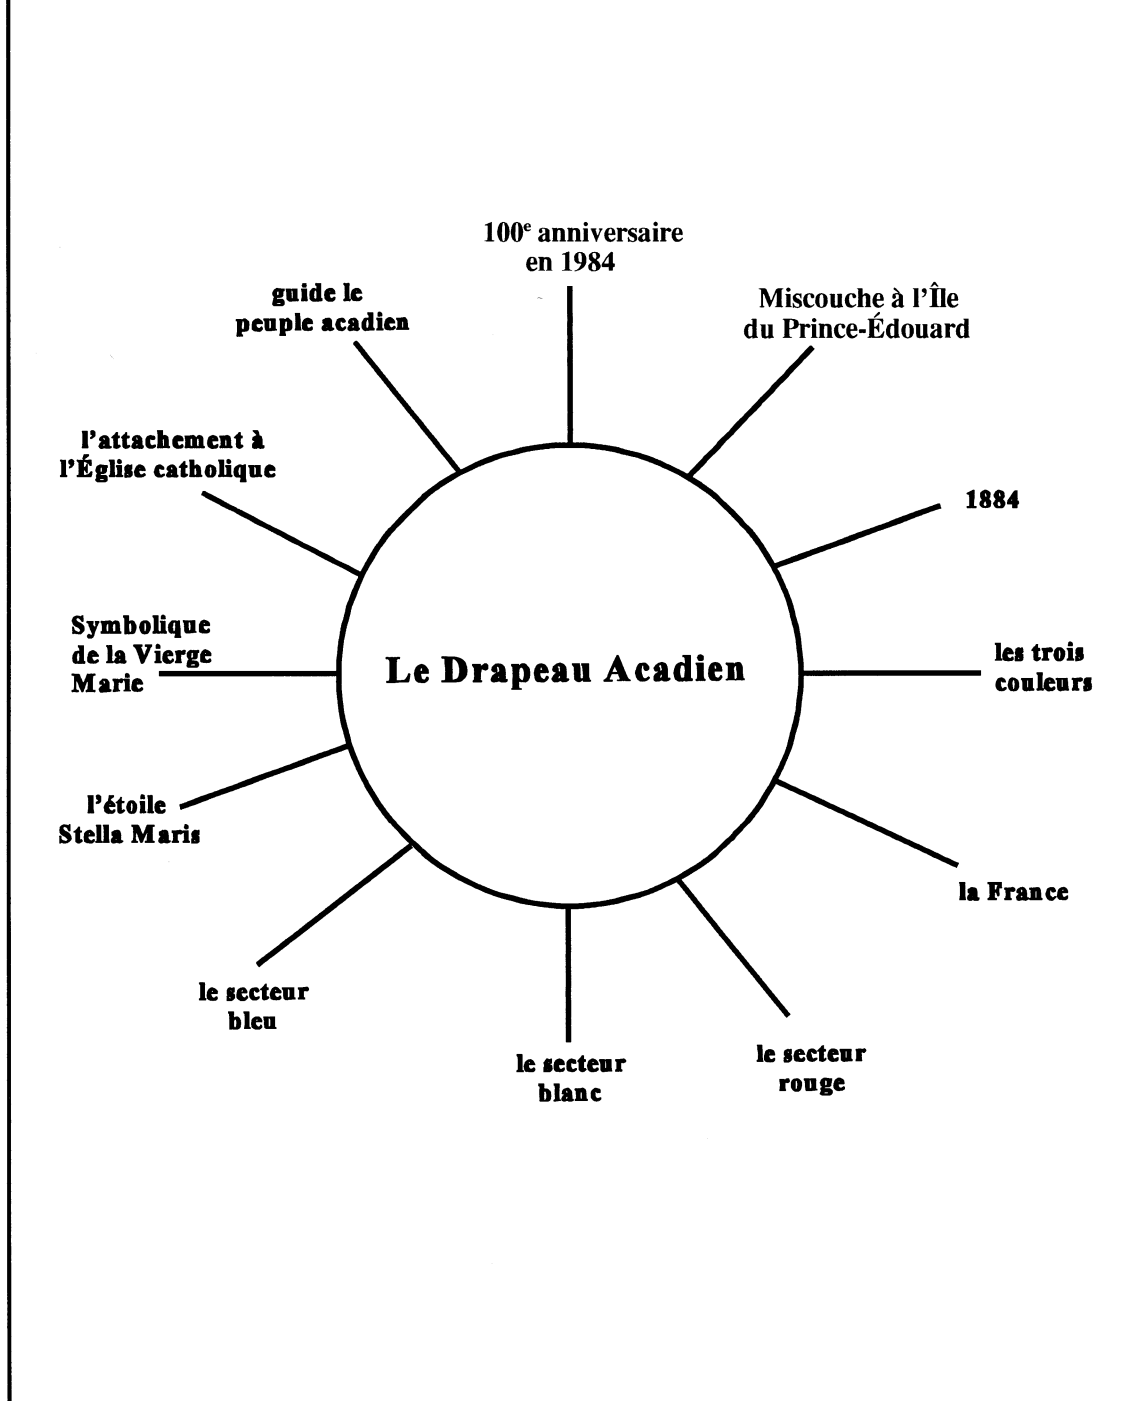 100e anniversaire
en 1984
guide le
peuple acadien
Miscouche à l'Île
du Prince-Édouard
l'attachement à
l'Église catholique
1884
Symbolique
de la Vierge
Marie
Le Drapeau Acadien
les trois
couleurs
l'étoile
Stella Maris
la France
le secteur
bleu
le secteur
blanc
le secteur
rouge